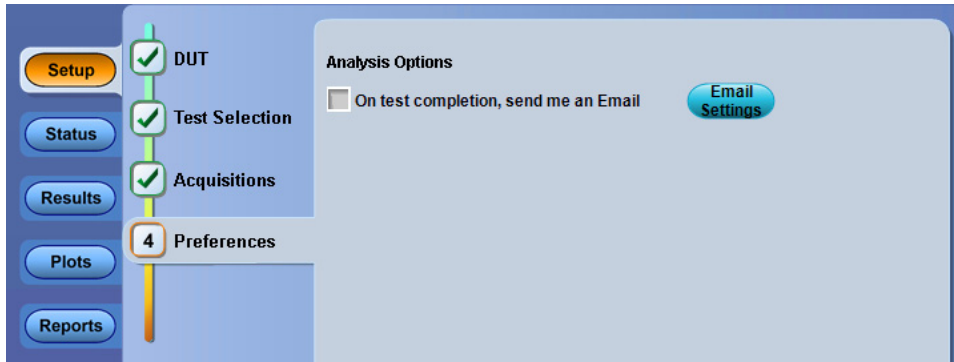 Setup
Status
Results
Plots
Reports
DUT
Test Selection
Acquisitions
4 Preferences
Analysis Options
On test completion, send me an Email
Email
Settings